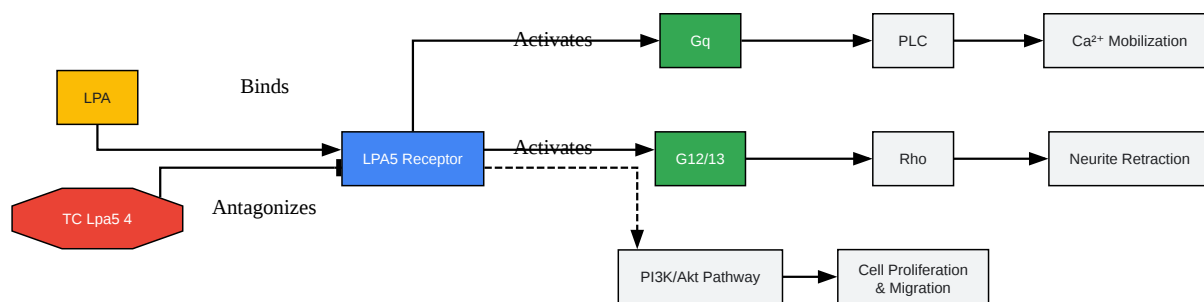 Activates
Gq
PLC
Ca²⁺ Mobilization
Binds
LPA
LPA5 Receptor
Activates
G12/13
Rho
Neurite Retraction
TC Lpa5 4
Antagonizes
PI3K/Akt Pathway
Cell Proliferation
& Migration